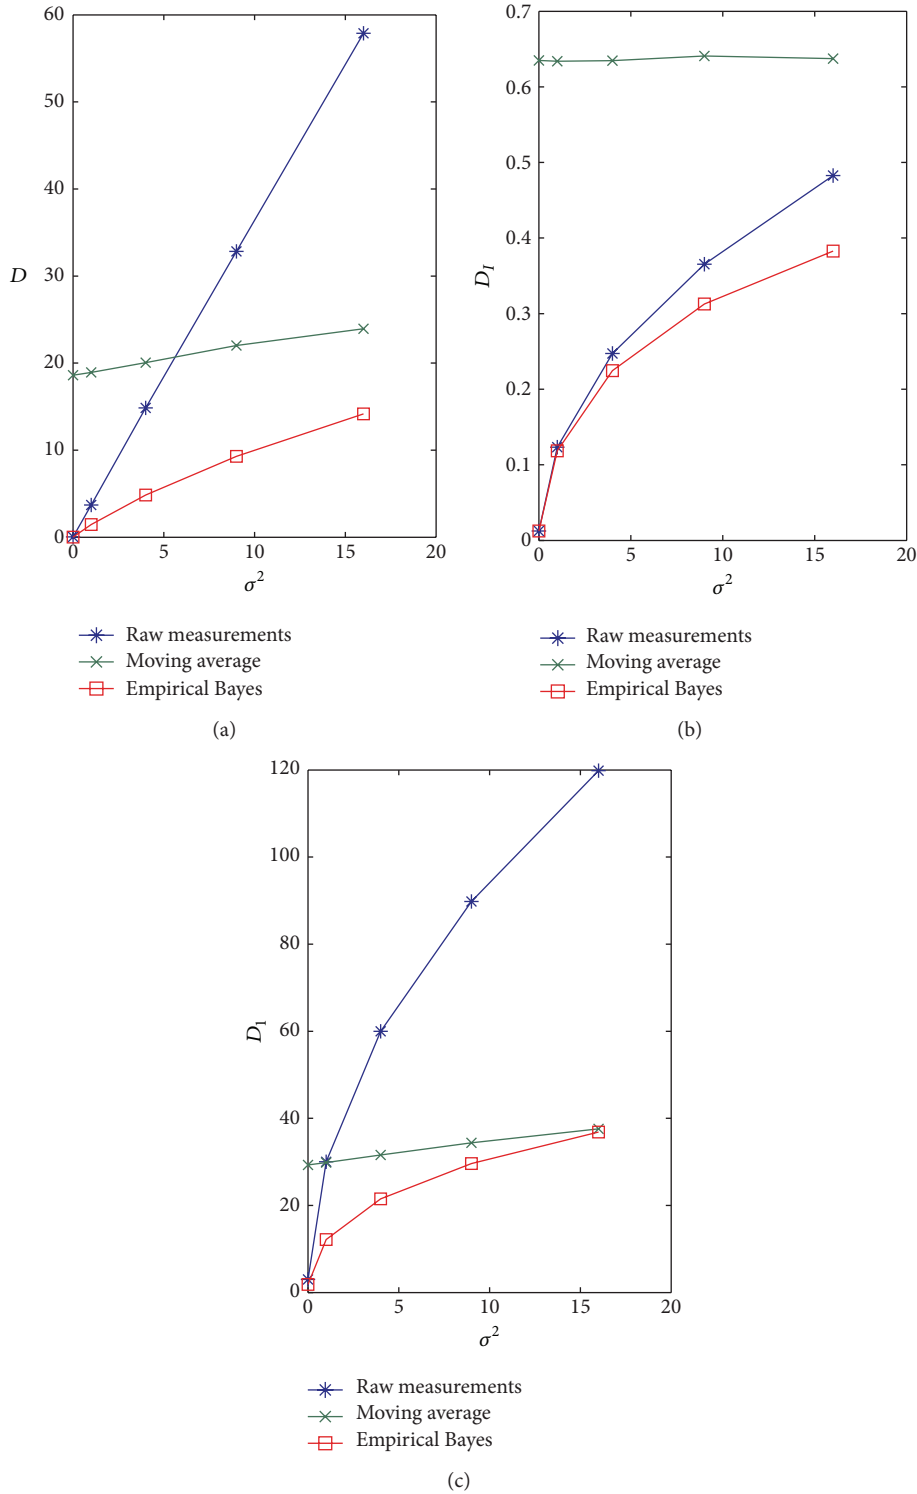 60
50
40
30
20
10
0
D
0 5 10 15 20
σ²
Raw measurements
Moving average
Empirical Bayes
(a)
0.7
0.6
0.5
0.4
0.3
0.2
0.1
0
D_I
0 5 10 15 20
σ²
Raw measurements
Moving average
Empirical Bayes
(b)
120
100
80
60
40
20
0
D₁
0 5 10 15 20
σ²
Raw measurements
Moving average
Empirical Bayes
(c)